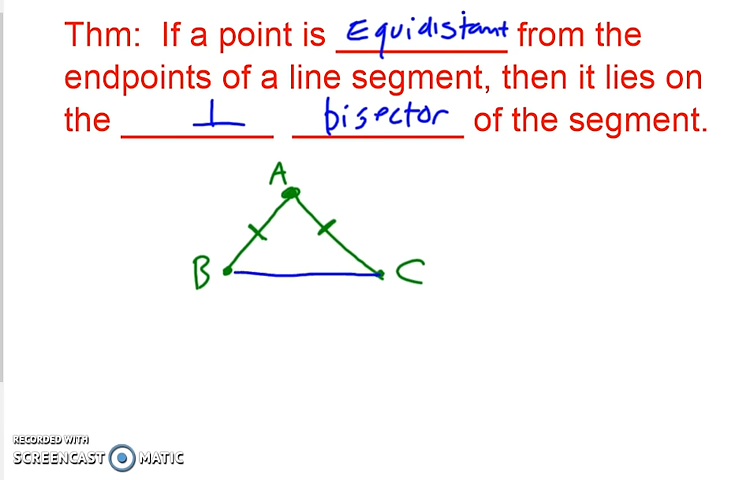 Thm: If a point is Equidistant from the
endpoints of a line segment, then it lies on
the ⊥ bisector of the segment.
A
B
C
RECORDED WITH
SCREENCAST MATIC